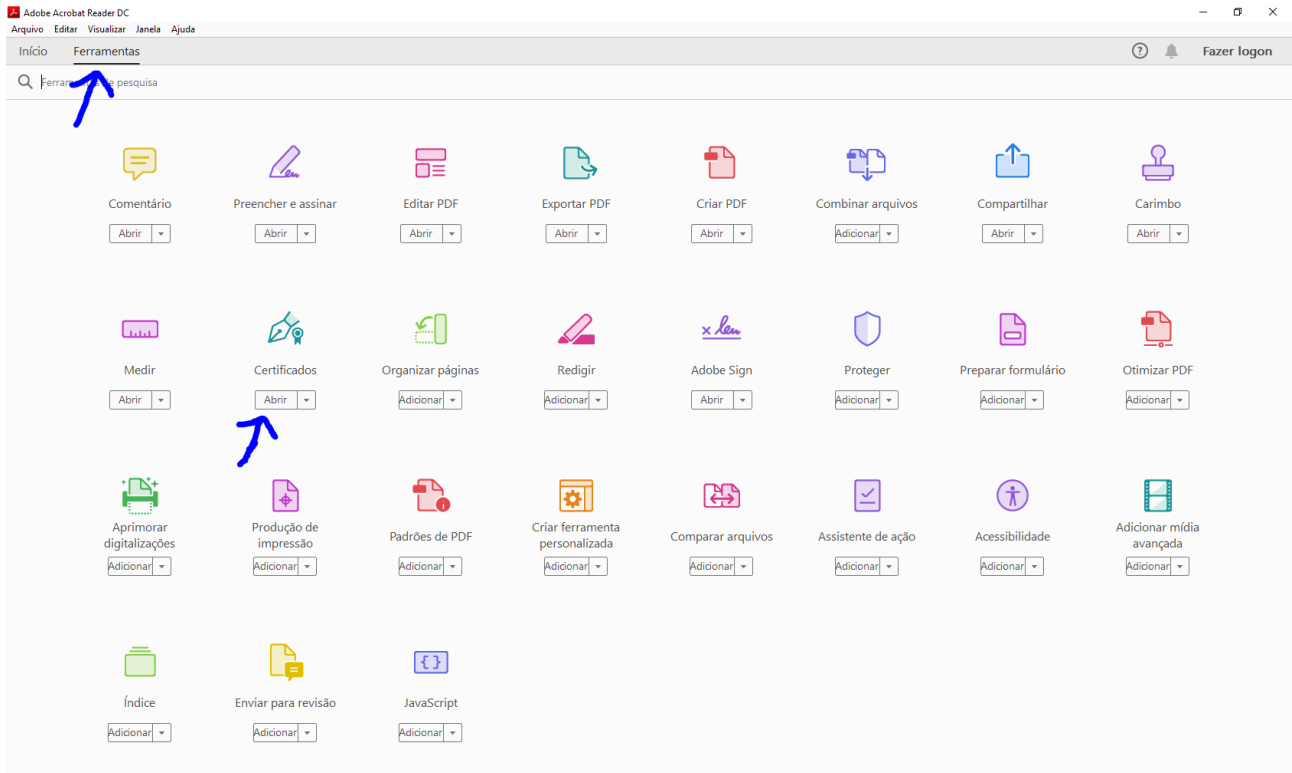 Adobe Acrobat Reader DC
Arquivo Editar Visualizar Janela Ajuda
Início Ferramentas Fazer logon
Ferramenta de pesquisa
Comentário Preencher e assinar Editar PDF Exportar PDF Criar PDF Combinar arquivos Compartilhar Carimbo
Abrir Abrir Abrir Abrir Abrir Adicionar Abrir Abrir
Medir Certificados Organizar páginas Redigir Adobe Sign Proteger Preparar formulário Otimizar PDF
Abrir Abrir Adicionar Adicionar Abrir Adicionar Adicionar Adicionar
Aprimorar digitalizações Produção de impressão Padrões de PDF Criar ferramenta personalizada Comparar arquivos Assistente de ação Acessibilidade Adicionar mídia avançada
Adicionar Adicionar Adicionar Adicionar Adicionar Adicionar Adicionar Adicionar
Índice Enviar para revisão JavaScript
Adicionar Adicionar Adicionar